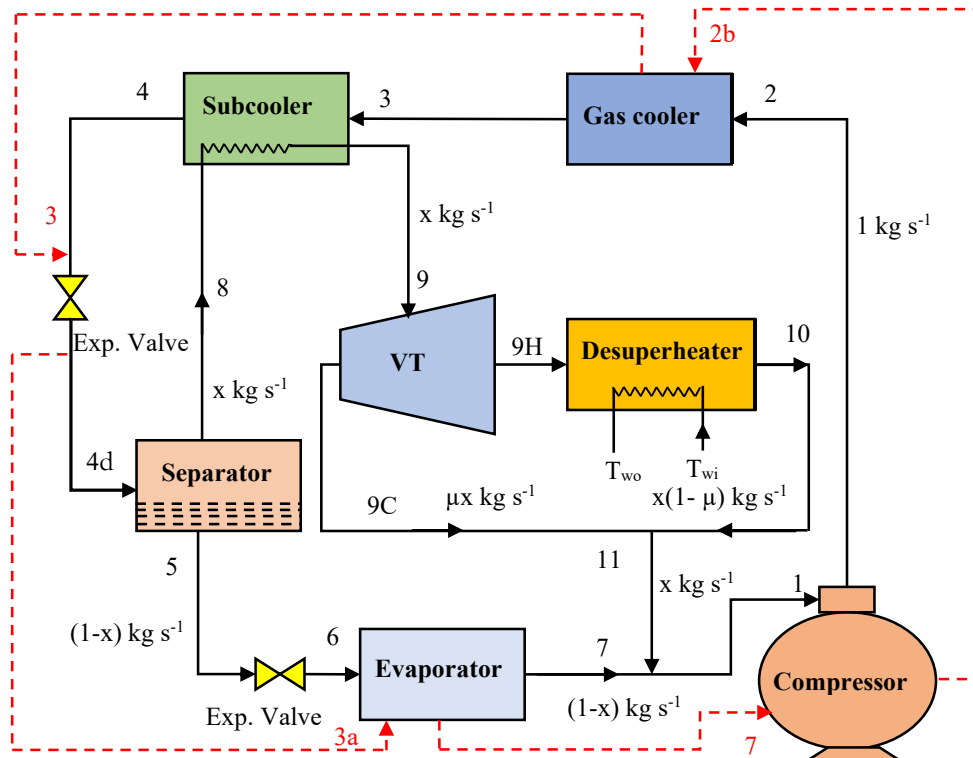 2b
4
Subcooler
3
Gas cooler
2
3
x kg s⁻¹
1 kg s⁻¹
8
9
Exp. Valve
VT
9H
Desuperheater
10
x kg s⁻¹
4d
Separator
Two
Twi
9C
μx kg s⁻¹
x(1- μ) kg s⁻¹
5
11
x kg s⁻¹
1
(1-x) kg s⁻¹
6
Evaporator
7
Compressor
Exp. Valve
(1-x) kg s⁻¹
3a
7